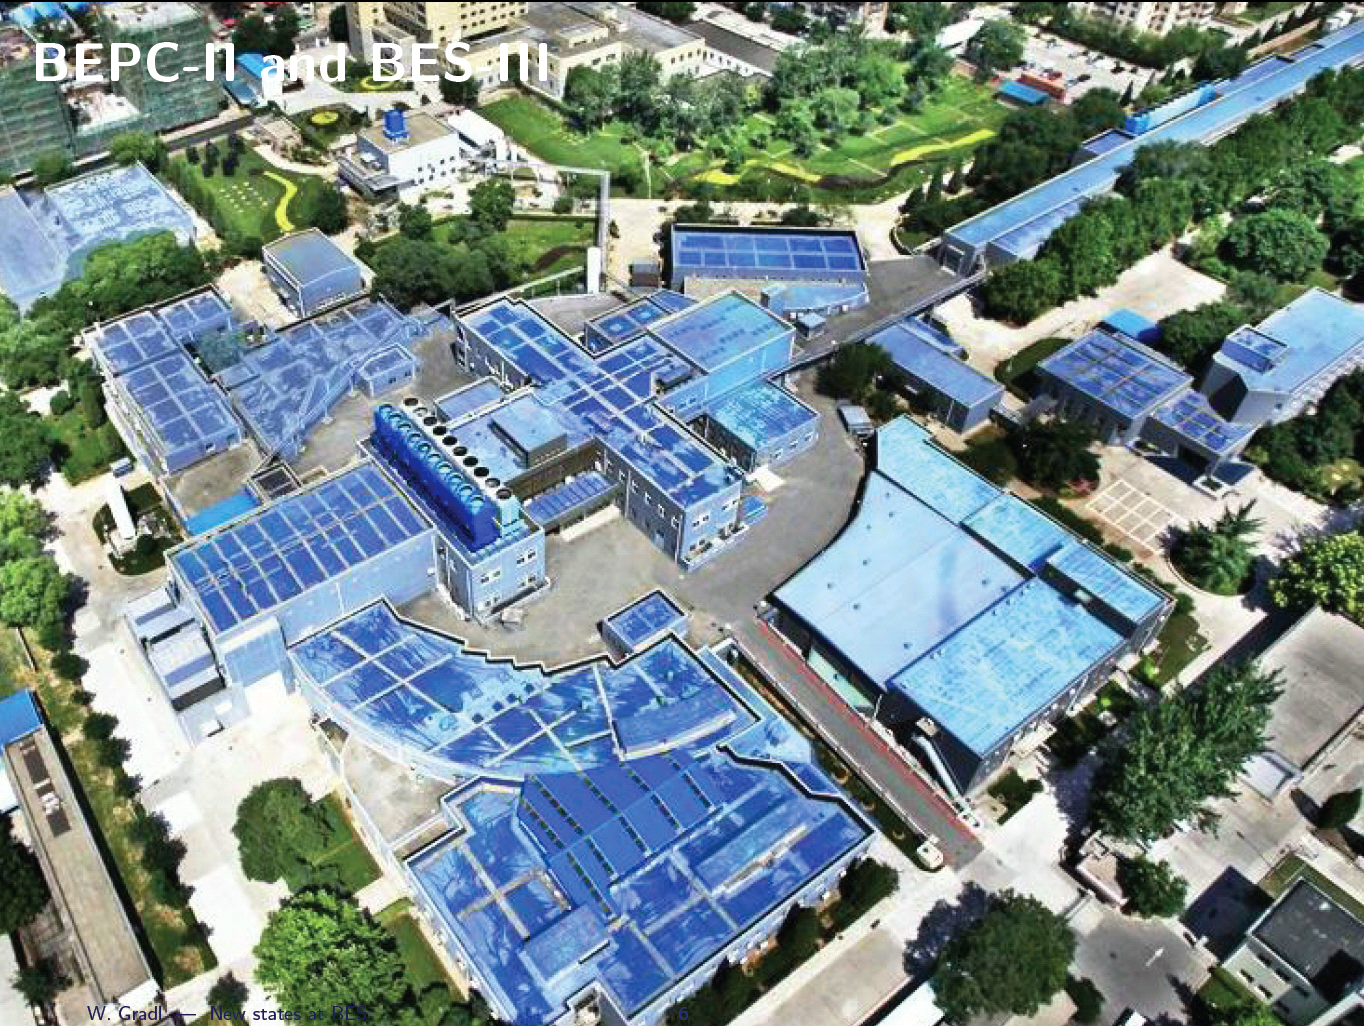 BEPC-II and BES III
W. Gradl — New states at BES
6